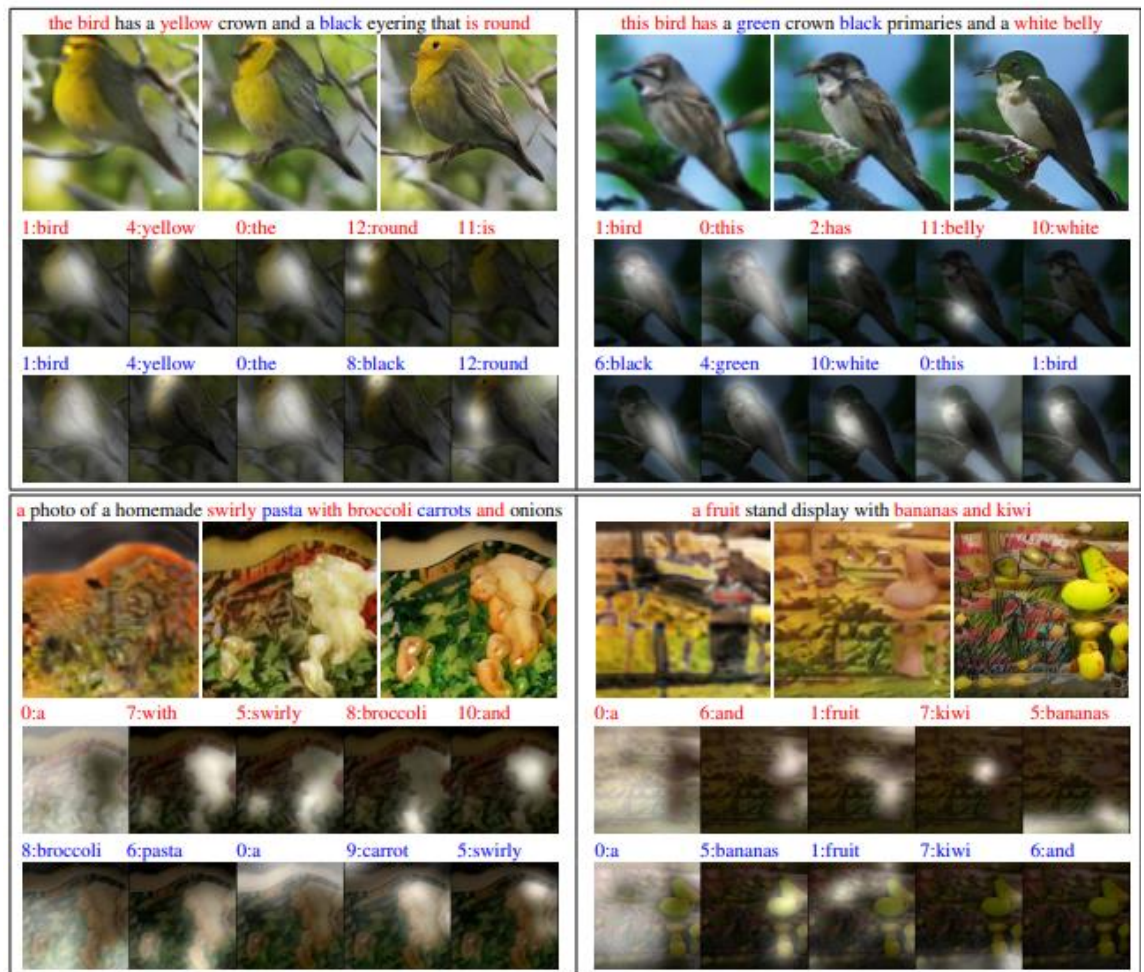 the bird has a yellow crown and a black eyering that is round
1:bird 4:yellow 0:the 12:round 11:is
1:bird 4:yellow 0:the 8:black 12:round
this bird has a green crown black primaries and a white belly
1:bird 0:this 2:has 11:belly 10:white
6:black 4:green 10:white 0:this 1:bird
a photo of a homemade swirly pasta with broccoli carrots and onions
0:a 7:with 5:swirly 8:broccoli 10:and
8:broccoli 6:pasta 0:a 9:carrot 5:swirly
a fruit stand display with bananas and kiwi
0:a 6:and 1:fruit 7:kiwi 5:bananas
0:a 5:bananas 1:fruit 7:kiwi 6:and